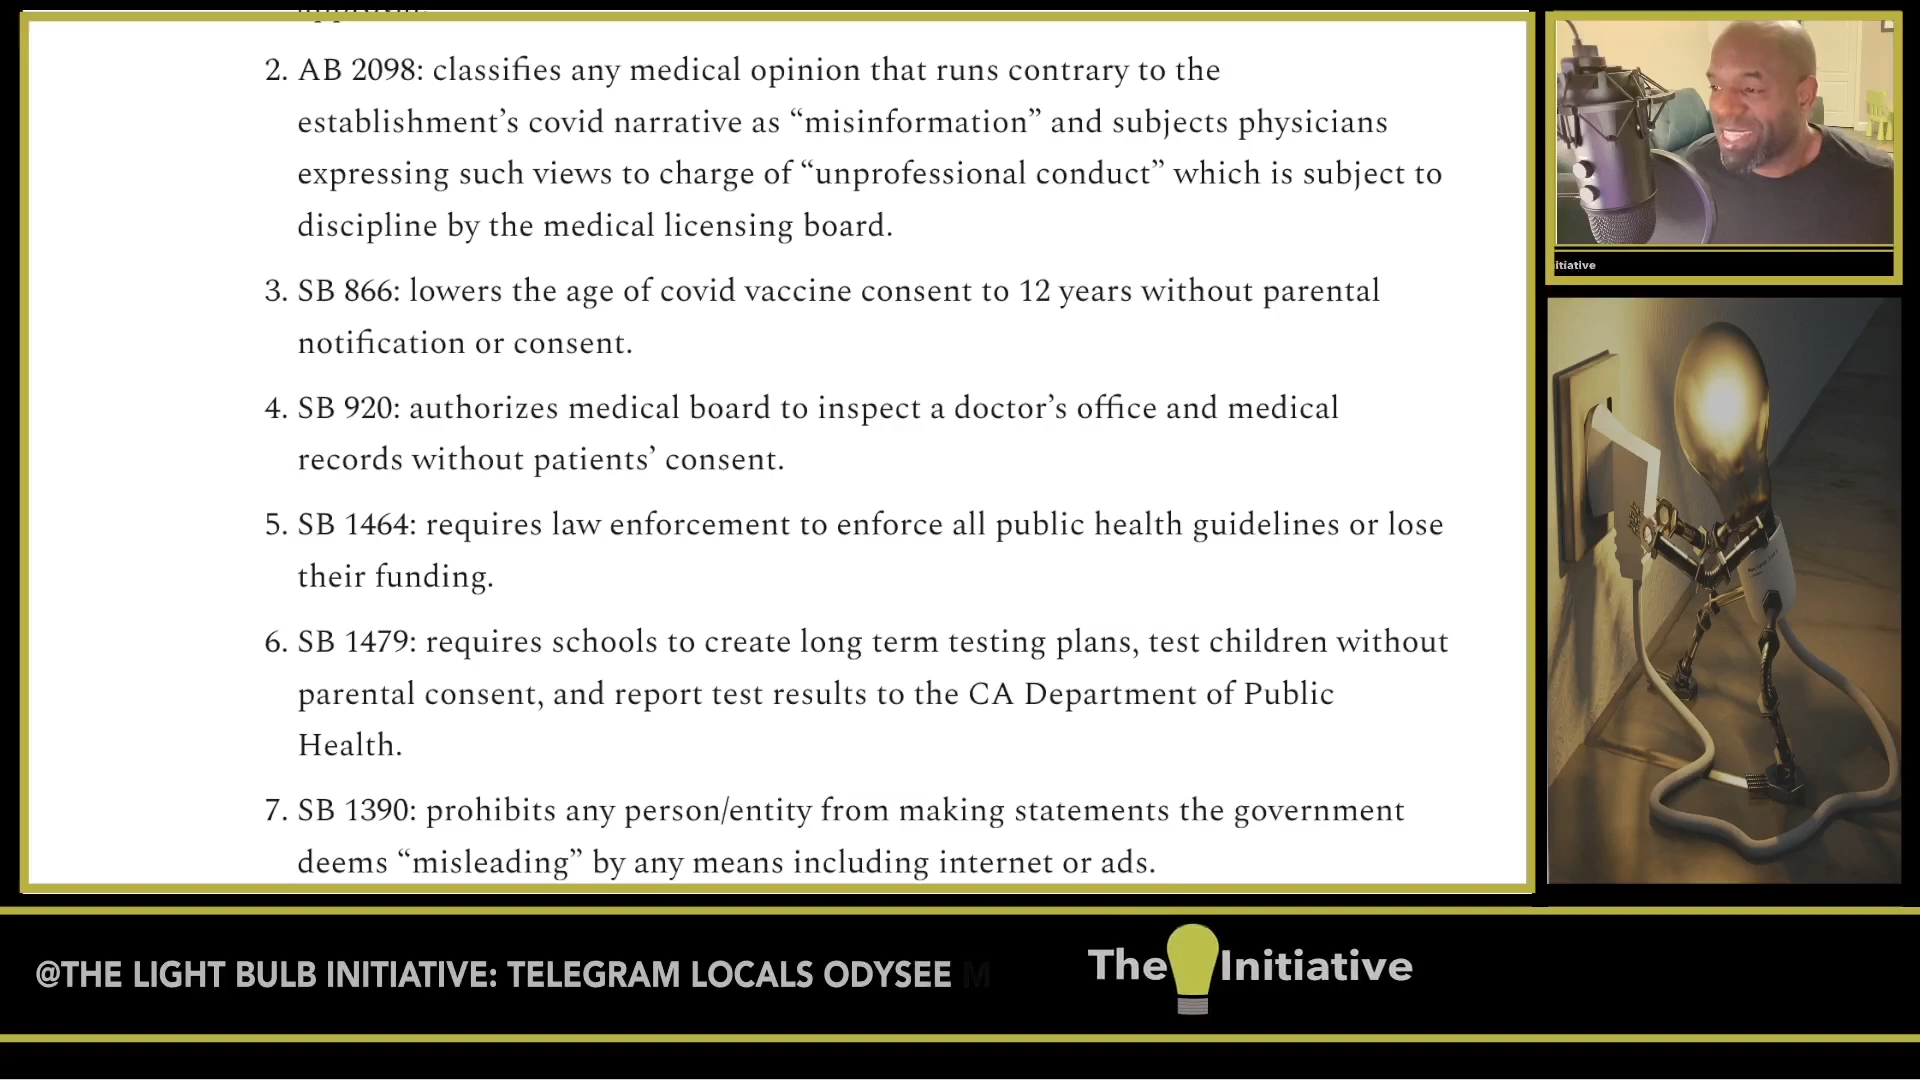 2. AB 2098: classifies any medical opinion that runs contrary to the
establishment’s covid narrative as “misinformation” and subjects physicians
expressing such views to charge of “unprofessional conduct” which is subject to
discipline by the medical licensing board.
3. SB 866: lowers the age of covid vaccine consent to 12 years without parental
notification or consent.
4. SB 920: authorizes medical board to inspect a doctor’s office and medical
records without patients’ consent.
5. SB 1464: requires law enforcement to enforce all public health guidelines or lose
their funding.
6. SB 1479: requires schools to create long term testing plans, test children without
parental consent, and report test results to the CA Department of Public
Health.
7. SB 1390: prohibits any person/entity from making statements the government
deems “misleading” by any means including internet or ads.
itiative
@THE LIGHT BULB INITIATIVE: TELEGRAM LOCALS ODYSEE M
The Initiative